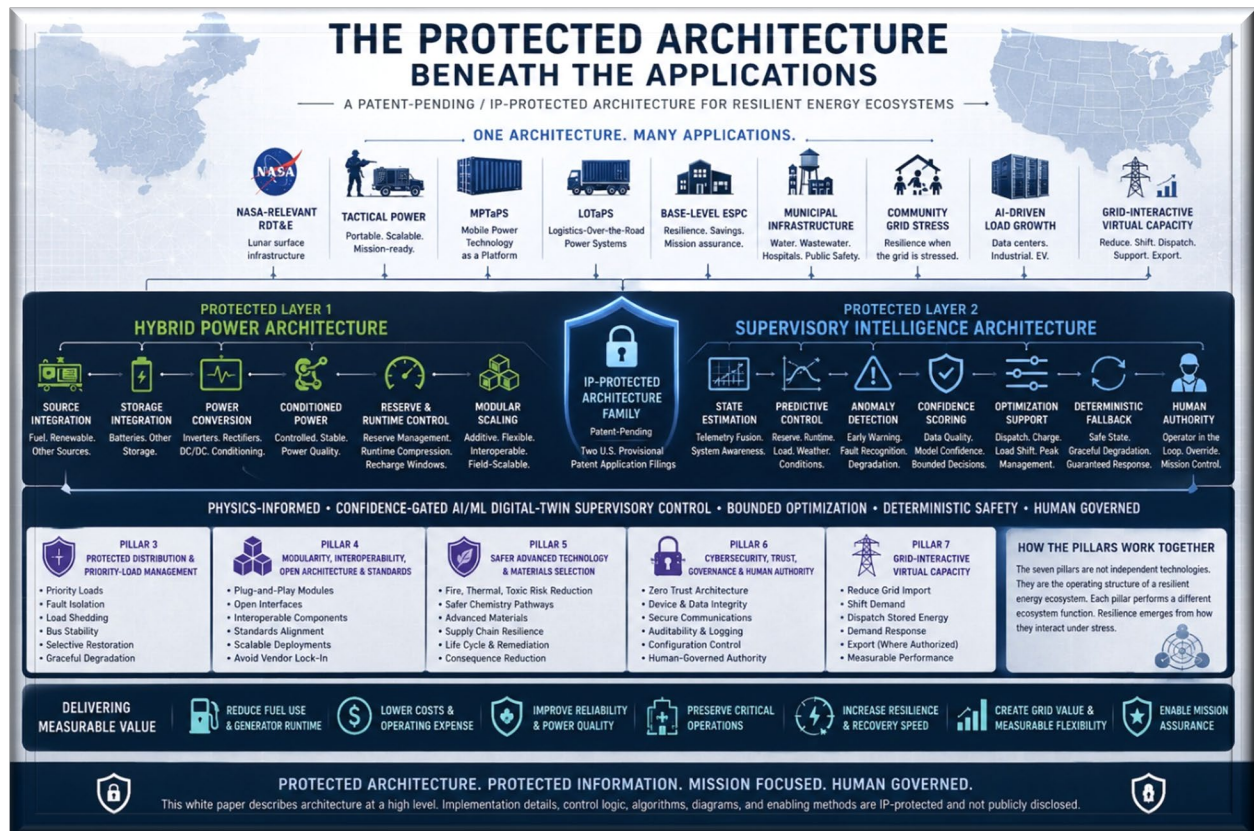 THE PROTECTED ARCHITECTURE
BENEATH THE APPLICATIONS
A PATENT-PENDING / IP-PROTECTED ARCHITECTURE FOR RESILIENT ENERGY ECOSYSTEMS
ONE ARCHITECTURE. MANY APPLICATIONS.
NASA
NASA-RELEVANT
RDT&E
Lunar surface
infrastructure
TACTICAL POWER
Portable. Scalable.
Mission-ready.
MPTaPS
Mobile Power
Technology
as a Platform
LOTaPS
Logistics-Over-the-Road
Power Systems
BASE-LEVEL ESPC
Resilience. Savings.
Mission assurance.
MUNICIPAL
INFRASTRUCTURE
Water. Wastewater.
Hospitals. Public Safety.
COMMUNITY
GRID STRESS
Resilience when
the grid is stressed.
AI-DRIVEN
LOAD GROWTH
Data centers.
Industrial. EV.
GRID-INTERACTIVE
VIRTUAL CAPACITY
Reduce. Shift. Dispatch.
Support. Export.
PROTECTED LAYER 1
HYBRID POWER ARCHITECTURE
SOURCE
INTEGRATION
Fuel. Renewable.
Other Sources.
STORAGE
INTEGRATION
Batteries. Other
Storage.
POWER
CONVERSION
Inverters. Rectifiers.
DC/DC. Conditioning.
CONDITIONED
POWER
Controlled. Stable.
Power Quality.
RESERVE &
RUNTIME CONTROL
Reserve Management.
Runtime Compression.
Recharge Windows.
MODULAR
SCALING
Additive. Flexible.
Interoperable.
Field-Scalable.
IP-PROTECTED
ARCHITECTURE
FAMILY
Patent-Pending
Two U.S. Provisional
Patent Application Filings
PROTECTED LAYER 2
SUPERVISORY INTELLIGENCE ARCHITECTURE
STATE
ESTIMATION
Telemetry Fusion.
System Awareness.
PREDICTIVE
CONTROL
Reserve. Runtime.
Load. Weather.
Conditions.
ANOMALY
DETECTION
Early Warning.
Fault Recognition.
Degradation.
CONFIDENCE
SCORING
Data Quality.
Model Confidence.
Bounded Decisions.
OPTIMIZATION
SUPPORT
Dispatch. Charge.
Load Shift. Peak
Management.
DETERMINISTIC
FALLBACK
Safe State.
Graceful Degradation.
Guaranteed Response.
HUMAN
AUTHORITY
Operator in the
Loop. Override.
Mission Control.
PHYSICS-INFORMED • CONFIDENCE-GATED AI/ML DIGITAL-TWIN SUPERVISORY CONTROL • BOUNDED OPTIMIZATION • DETERMINISTIC SAFETY • HUMAN GOVERNED
PILLAR 3
PROTECTED DISTRIBUTION &
PRIORITY-LOAD MANAGEMENT
• Priority Loads
• Fault Isolation
• Load Shedding
• Bus Stability
• Selective Restoration
• Graceful Degradation
PILLAR 4
MODULARITY, INTEROPERABILITY,
OPEN ARCHITECTURE & STANDARDS
• Plug-and-Play Modules
• Open Interfaces
• Interoperable Components
• Standards Alignment
• Scalable Deployments
• Avoid Vendor Lock-In
PILLAR 5
SAFER ADVANCED TECHNOLOGY
& MATERIALS SELECTION
• Fire, Thermal, Toxic Risk Reduction
• Safer Chemistry Pathways
• Advanced Materials
• Supply Chain Resilience
• Life Cycle & Remediation
• Consequence Reduction
PILLAR 6
CYBERSECURITY, TRUST,
GOVERNANCE & HUMAN AUTHORITY
• Zero Trust Architecture
• Device & Data Integrity
• Secure Communications
• Auditability & Logging
• Configuration Control
• Human-Governed Authority
PILLAR 7
GRID-INTERACTIVE
VIRTUAL CAPACITY
• Reduce Grid Import
• Shift Demand
• Dispatch Stored Energy
• Demand Response
• Export (Where Authorized)
• Measurable Performance
HOW THE PILLARS WORK TOGETHER
The seven pillars are not independent technologies.
They are the operating structure of a resilient
energy ecosystem. Each pillar performs a different
ecosystem function. Resilience emerges from how
they interact under stress.
DELIVERING
MEASURABLE VALUE
REDUCE FUEL USE
& GENERATOR RUNTIME
LOWER COSTS &
OPERATING EXPENSE
IMPROVE RELIABILITY
& POWER QUALITY
PRESERVE CRITICAL
OPERATIONS
INCREASE RESILIENCE
& RECOVERY SPEED
CREATE GRID VALUE &
MEASURABLE FLEXIBILITY
ENABLE MISSION
ASSURANCE
PROTECTED ARCHITECTURE. PROTECTED INFORMATION. MISSION FOCUSED. HUMAN GOVERNED.
This white paper describes architecture at a high level. Implementation details, control logic, algorithms, diagrams, and enabling methods are IP-protected and not publicly disclosed.